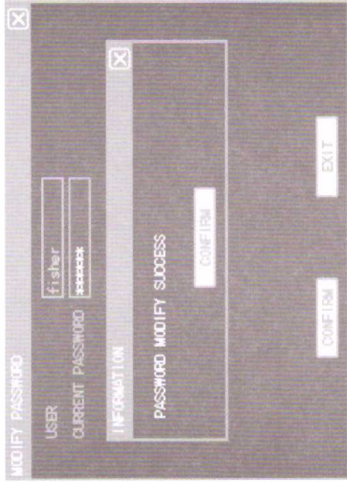 MODIFY PASSWORD
USER fisher
CURRENT PASSWORD *******
INFORMATION
PASSWORD MODIFY SUCCESS
CONFIRM
CONFIRM EXIT